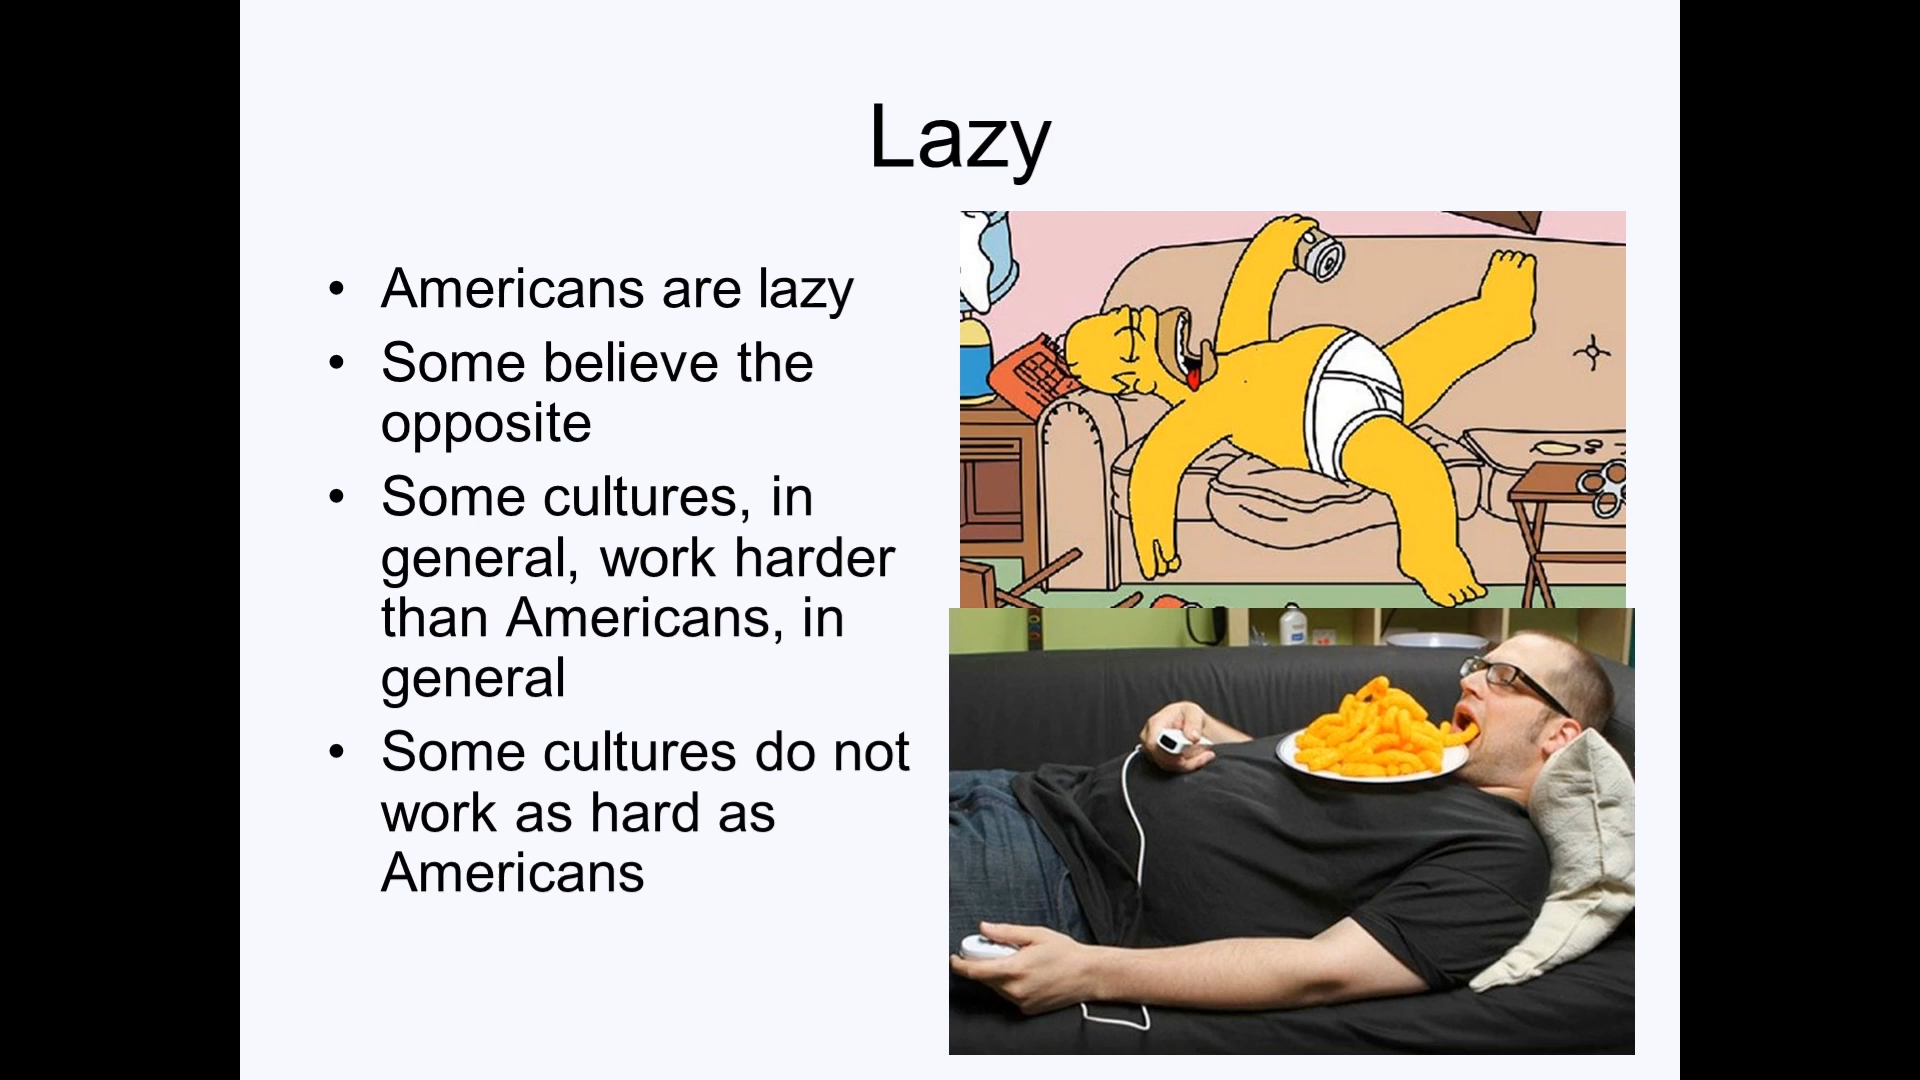 Lazy
• Americans are lazy
• Some believe the
opposite
• Some cultures, in
general, work harder
than Americans, in
general
• Some cultures do not
work as hard as
Americans